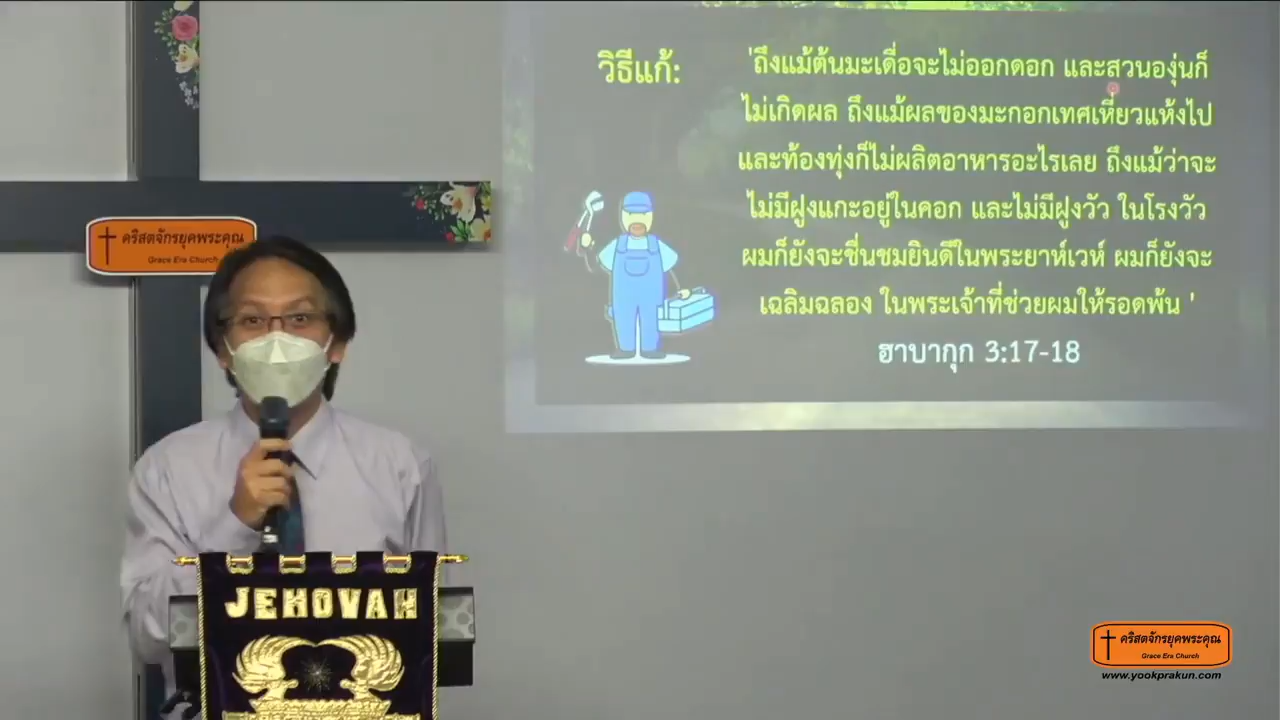 วิธีแก้:
'ถึงแม้ต้นมะเดื่อจะไม่ออกดอก และสวนองุ่นก็
ไม่เกิดผล ถึงแม้ผลของมะกอกเทศเหี่ยวแห้งไป
และท้องทุ่งก็ไม่ผลิตอาหารอะไรเลย ถึงแม้ว่าจะ
ไม่มีฝูงแกะอยู่ในคอก และไม่มีฝูงวัว ในโรงวัว
ผมก็ยังจะชื่นชมยินดีในพระยาห์เวห์ ผมก็ยังจะ
เฉลิมฉลอง ในพระเจ้าที่ช่วยผมให้รอดพ้น '
ฮาบากุก 3:17-18
คริสตจักรยุคพระคุณ
Grace Era Church
JEHOVAH
คริสตจักรยุคพระคุณ
Grace Era Church
www.yookprakun.com